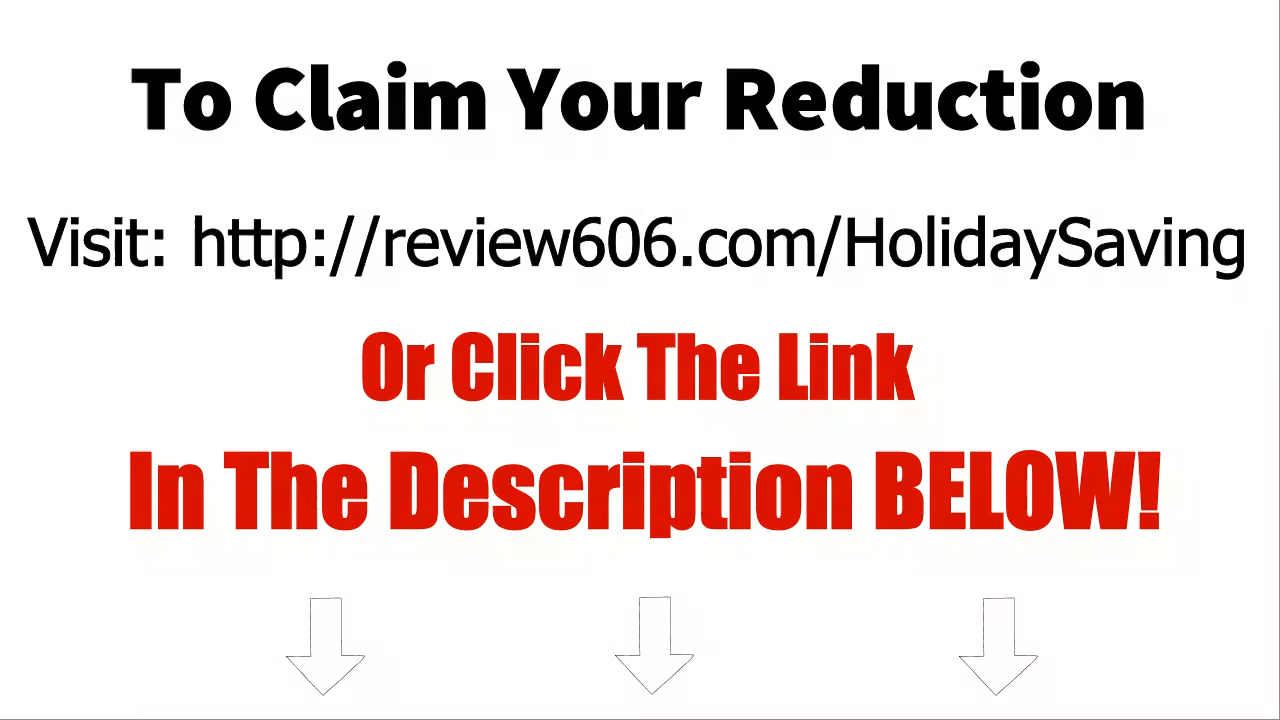 To Claim Your Reduction
Visit: http://review606.com/HolidaySaving
Or Click The Link
In The Description BELOW!